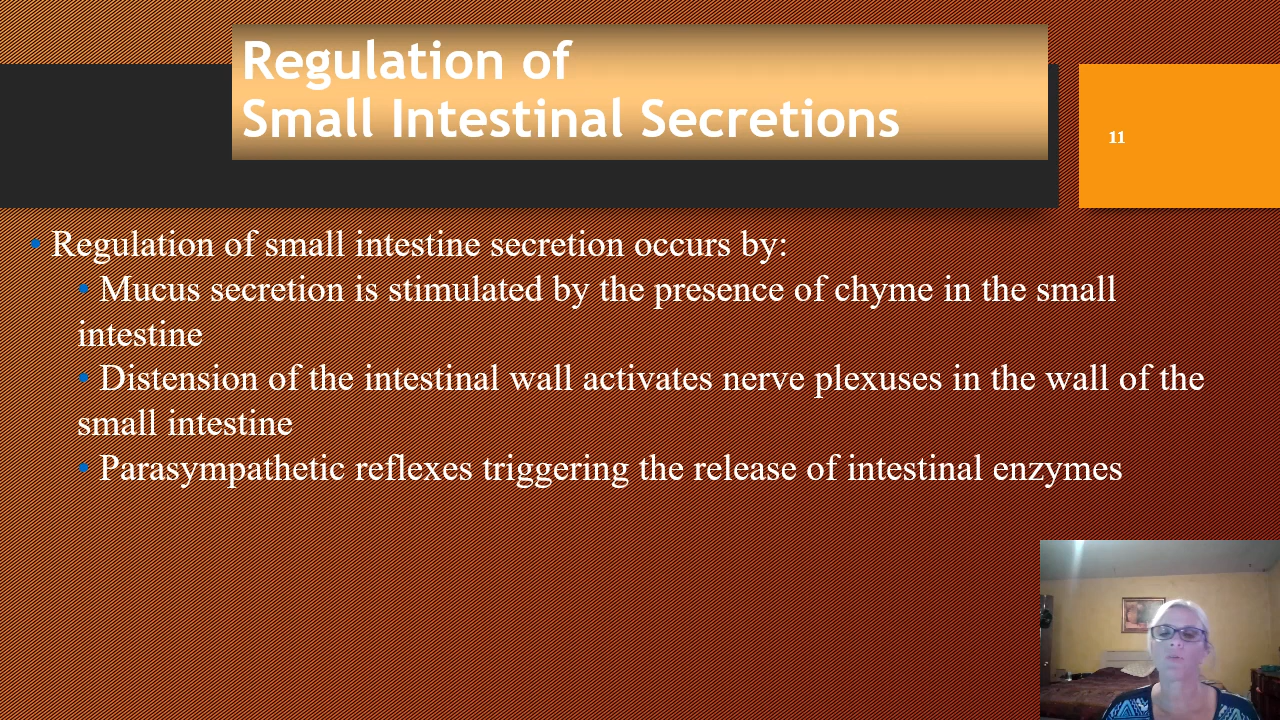 Regulation of
Small Intestinal Secretions
11
• Regulation of small intestine secretion occurs by:
• Mucus secretion is stimulated by the presence of chyme in the small
intestine
• Distension of the intestinal wall activates nerve plexuses in the wall of the
small intestine
• Parasympathetic reflexes triggering the release of intestinal enzymes